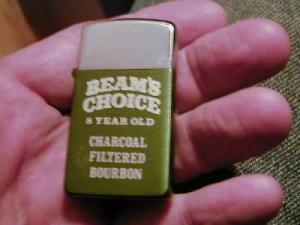 BEAM'S
CHOICE
8 YEAR OLD
CHARCOAL
FILTERED
BOURBON